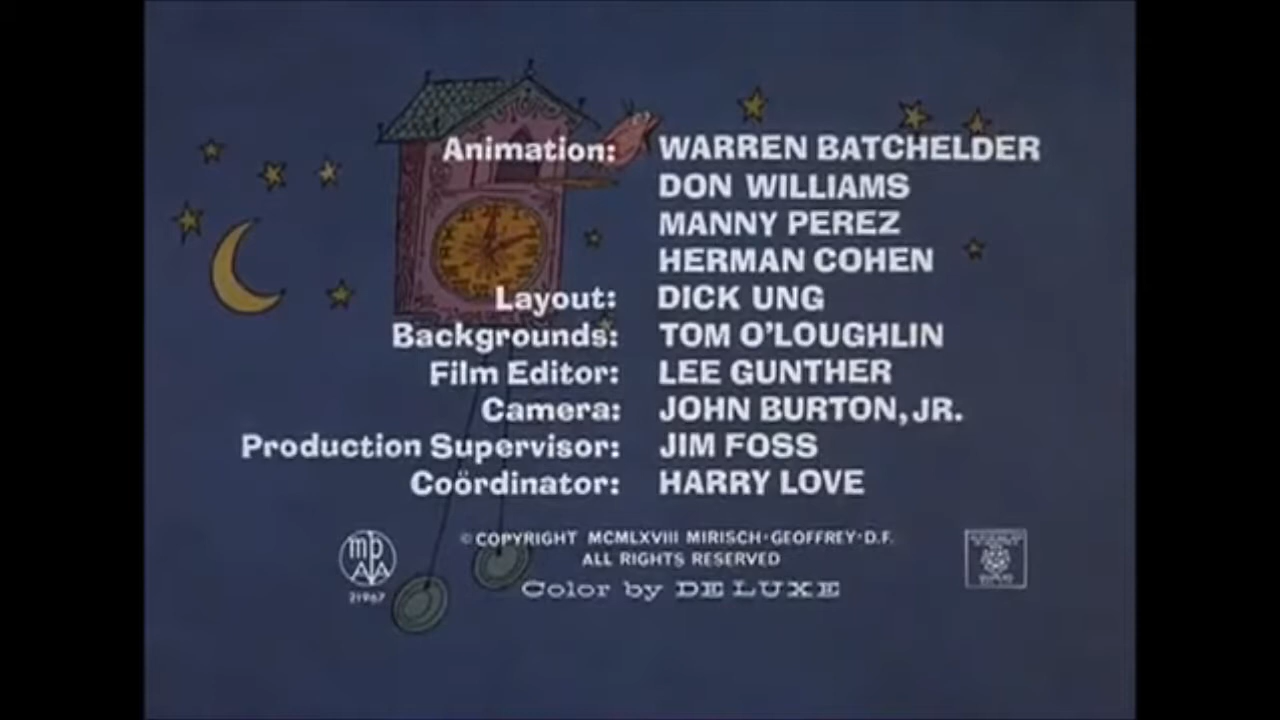 Animation: WARREN BATCHELDER
DON WILLIAMS
MANNY PEREZ
HERMAN COHEN
Layout: DICK UNG
Backgrounds: TOM O'LOUGHLIN
Film Editor: LEE GUNTHER
Camera: JOHN BURTON, JR.
Production Supervisor: JIM FOSS
Coördinator: HARRY LOVE
© COPYRIGHT MCMLXVIII MIRISCH·GEOFFREY·D.F.
ALL RIGHTS RESERVED
Color by DE LUXE
mpAA
21967